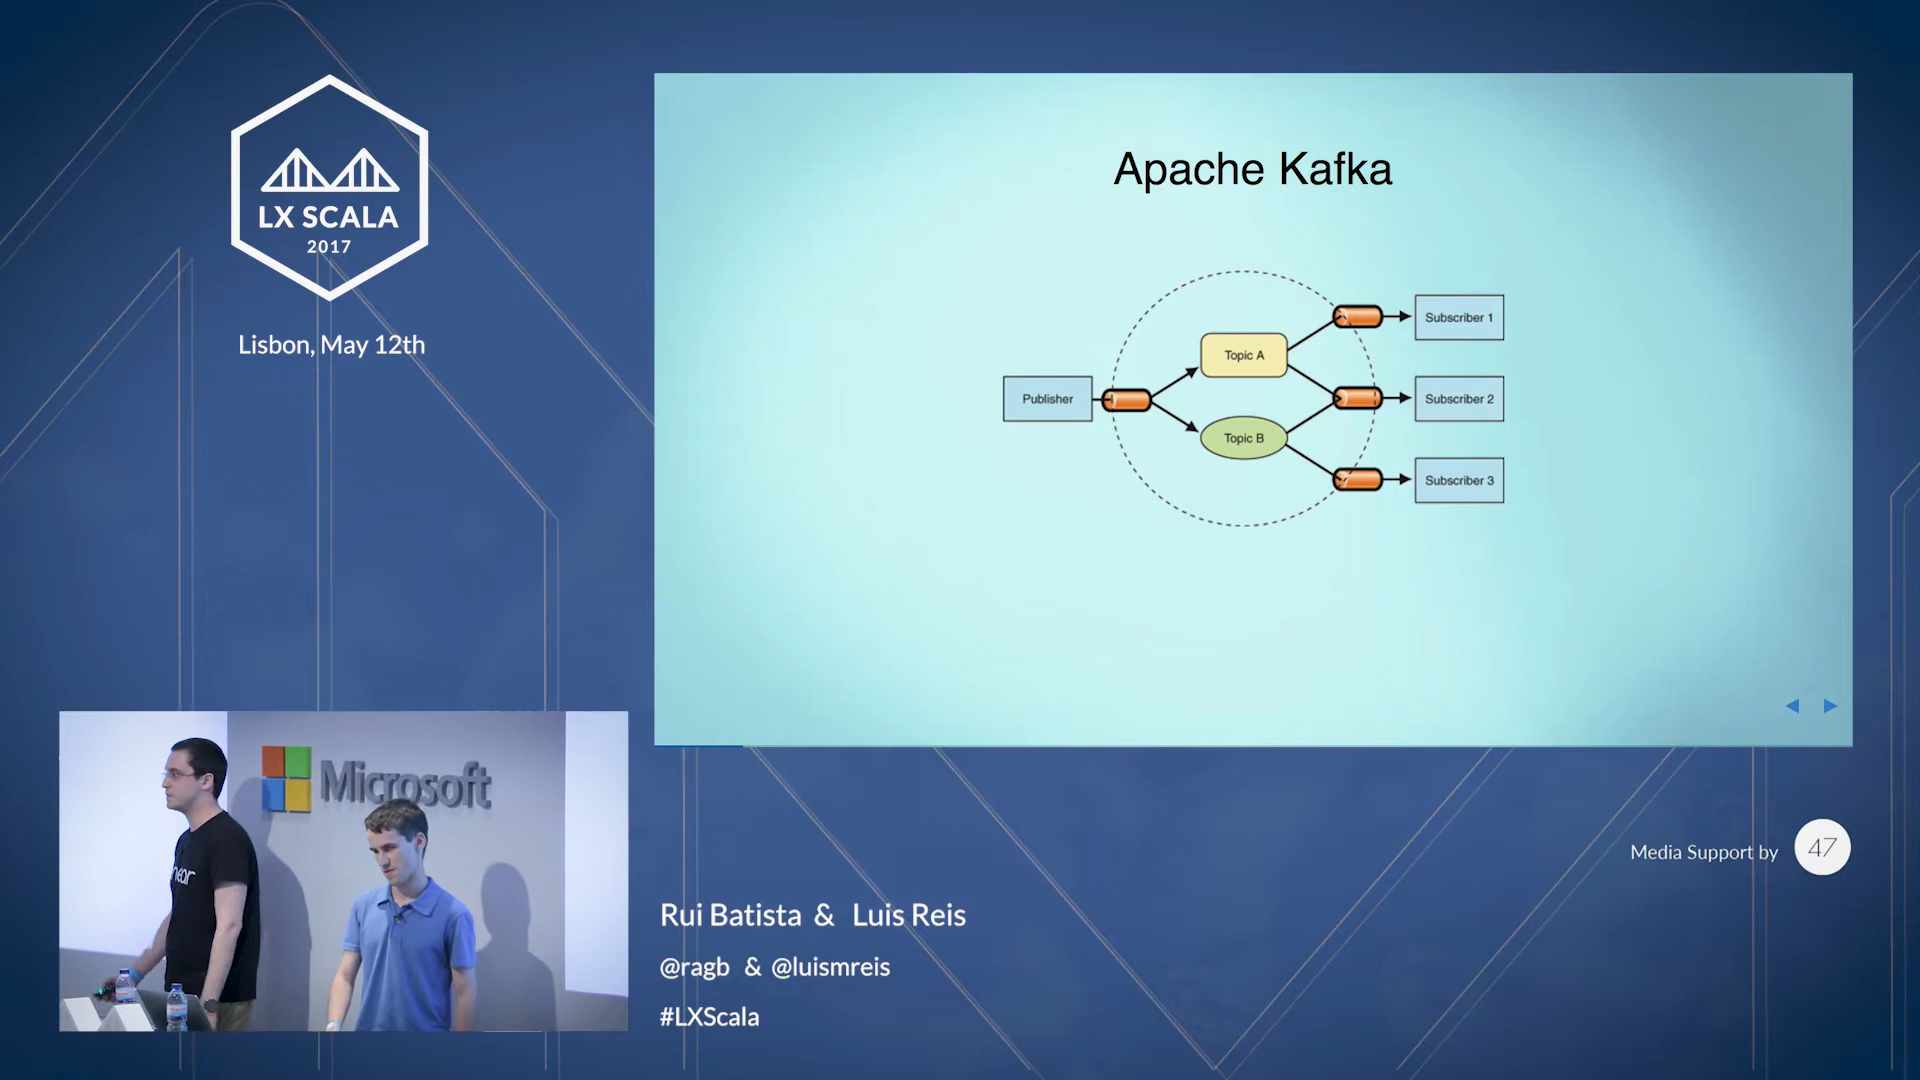 LX SCALA
2017
Lisbon, May 12th
Apache Kafka
Publisher
Topic A
Topic B
Subscriber 1
Subscriber 2
Subscriber 3
Microsoft
Rui Batista & Luis Reis
@ragb & @luismreis
#LXScala
Media Support by
47